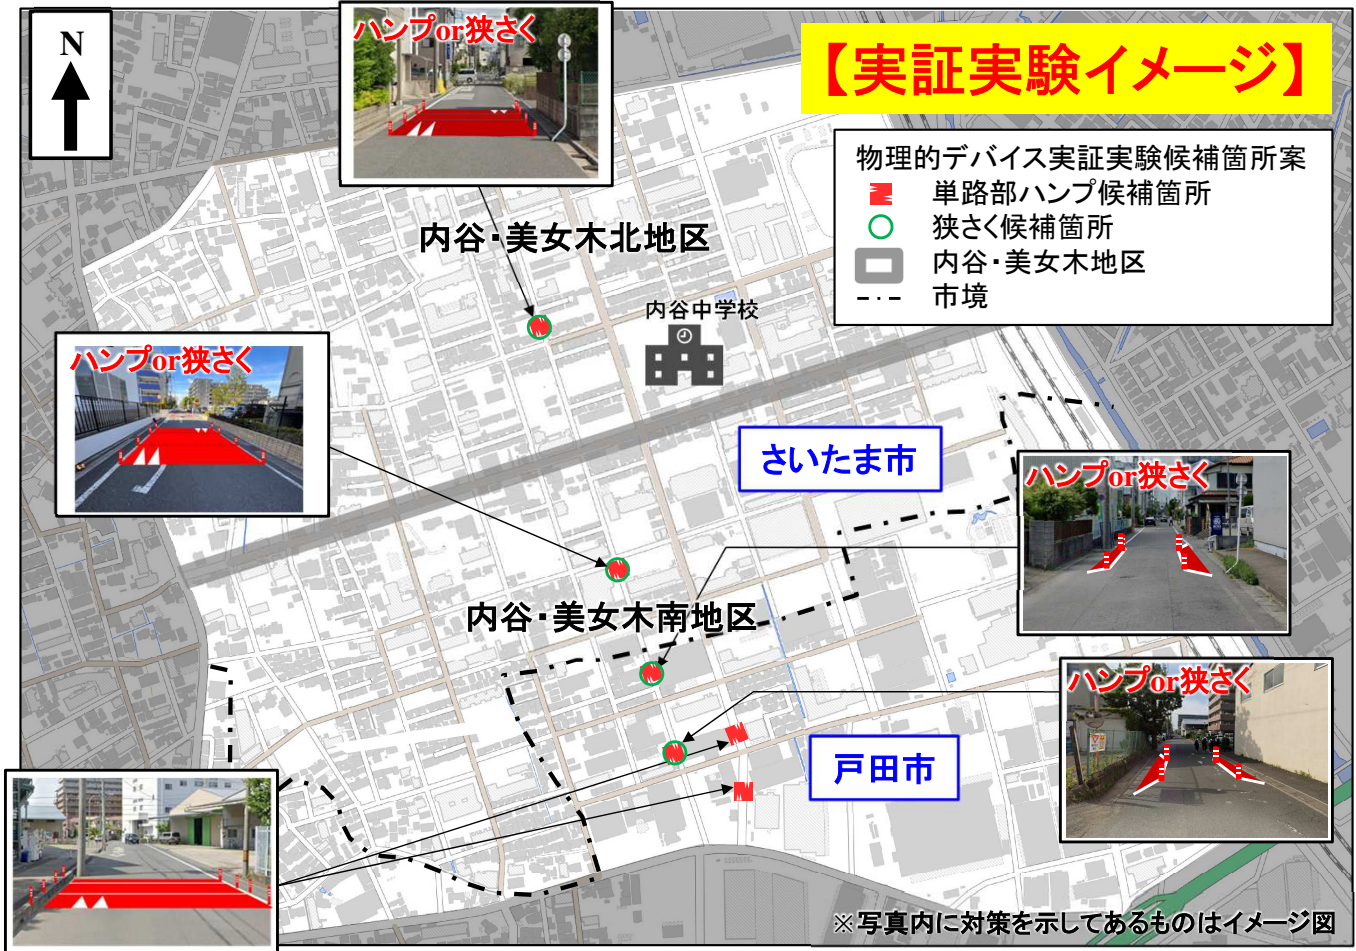 N
ハンプor狭さく
【実証実験イメージ】
物理的デバイス実証実験候補箇所案
単路部ハンプ候補箇所
狭さく候補箇所
内谷・美女木地区
市境
内谷・美女木北地区
内谷中学校
ハンプor狭さく
さいたま市
ハンプor狭さく
内谷・美女木南地区
ハンプor狭さく
戸田市
※写真内に対策を示してあるものはイメージ図